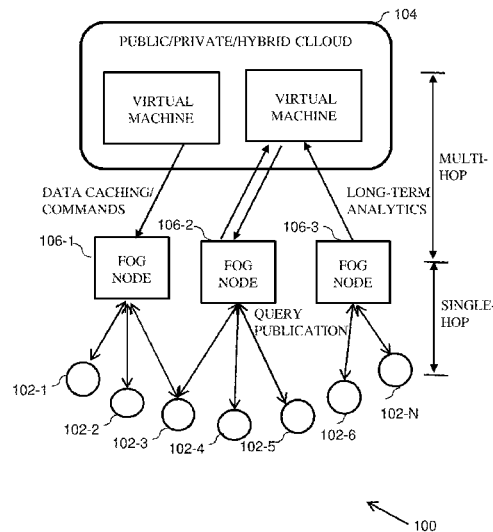 104
PUBLIC/PRIVATE/HYBRID CLLOUD
VIRTUAL
MACHINE
VIRTUAL
MACHINE
MULTI-
HOP
DATA CACHING/
COMMANDS
LONG-TERM
ANALYTICS
106-1
106-2
106-3
FOG
NODE
FOG
NODE
FOG
NODE
QUERY
PUBLICATION
SINGLE-
HOP
102-1
102-2
102-3
102-4
102-5
102-6
102-N
100